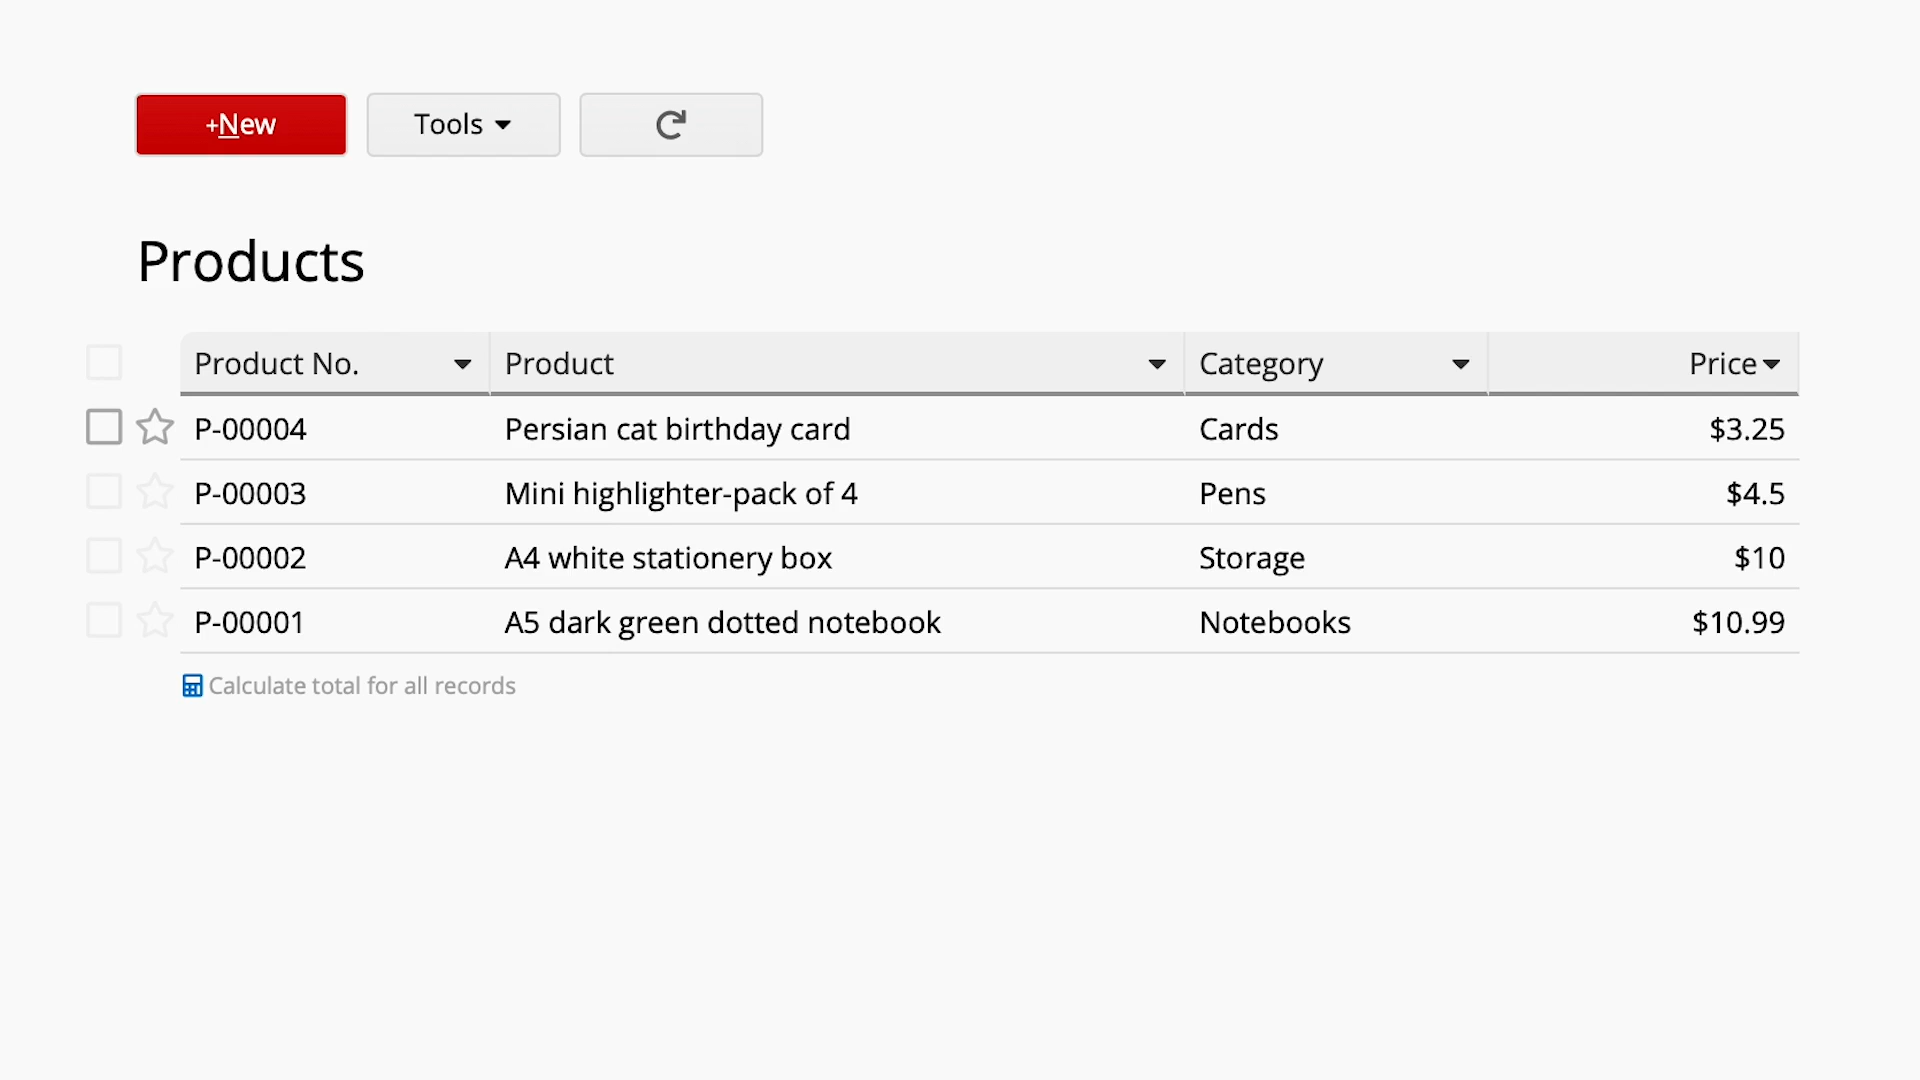 +New Tools
Products
Product No. Product Category Price
P-00004 Persian cat birthday card Cards $3.25
P-00003 Mini highlighter-pack of 4 Pens $4.5
P-00002 A4 white stationery box Storage $10
P-00001 A5 dark green dotted notebook Notebooks $10.99
Calculate total for all records